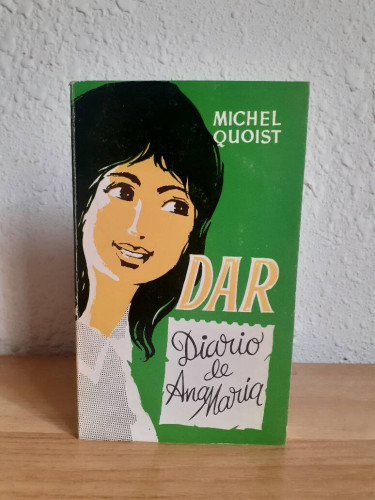 MICHEL
QUOIST
DAR
Diario
de
Ana María